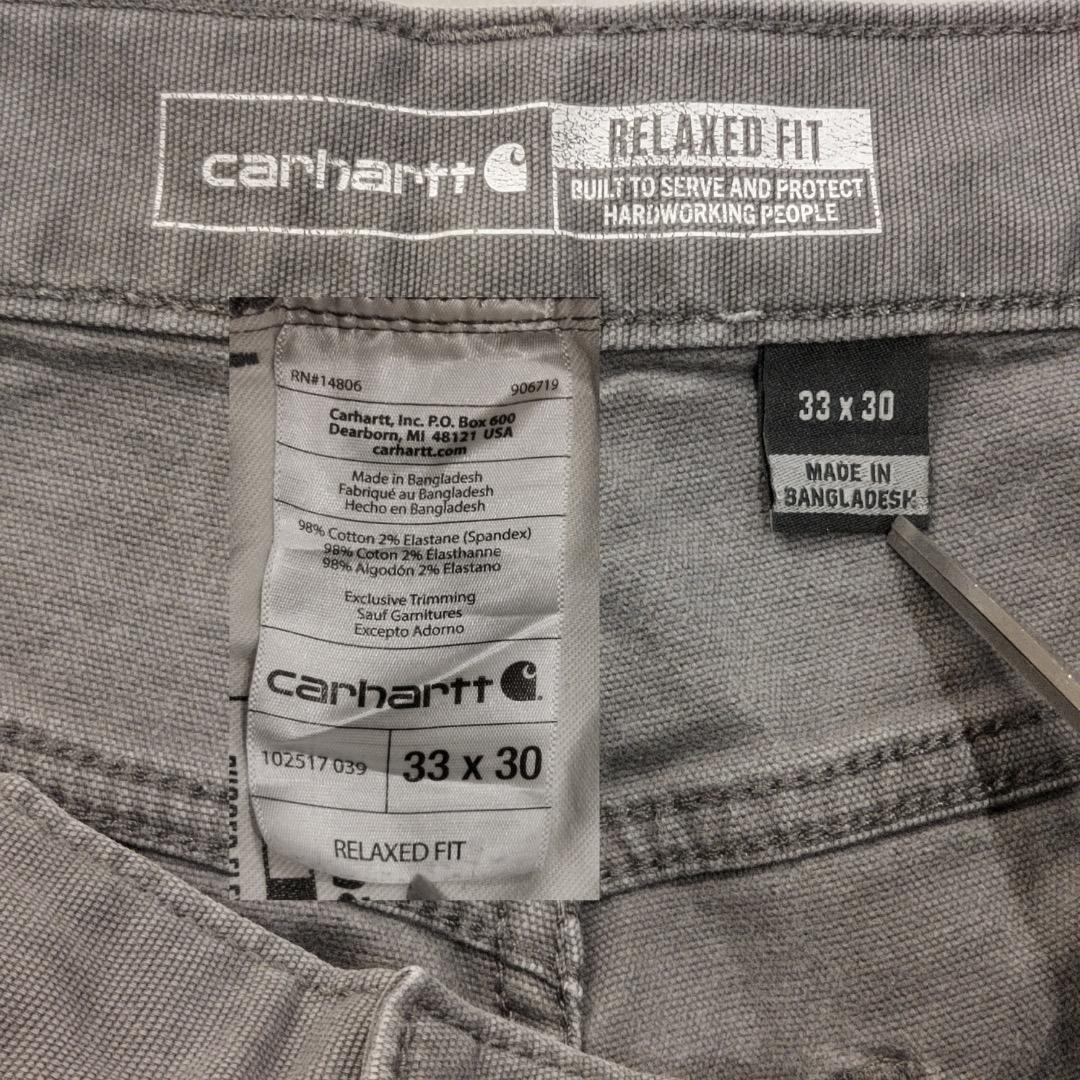 carhartt
RELAXED FIT
BUILT TO SERVE AND PROTECT
HARDWORKING PEOPLE
RN#14806 906719
Carhartt, Inc. P.O. Box 600
Dearborn, MI 48121 USA
carhartt.com
Made in Bangladesh
Fabriqué au Bangladesh
Hecho en Bangladesh
98% Cotton 2% Elastane (Spandex)
98% Coton 2% Élasthanne
98% Algodón 2% Elastano
Exclusive Trimming
Sauf Garnitures
Excepto Adorno
carhartt
102517 039 33 x 30
RELAXED FIT
33 x 30
MADE IN
BANGLADESH